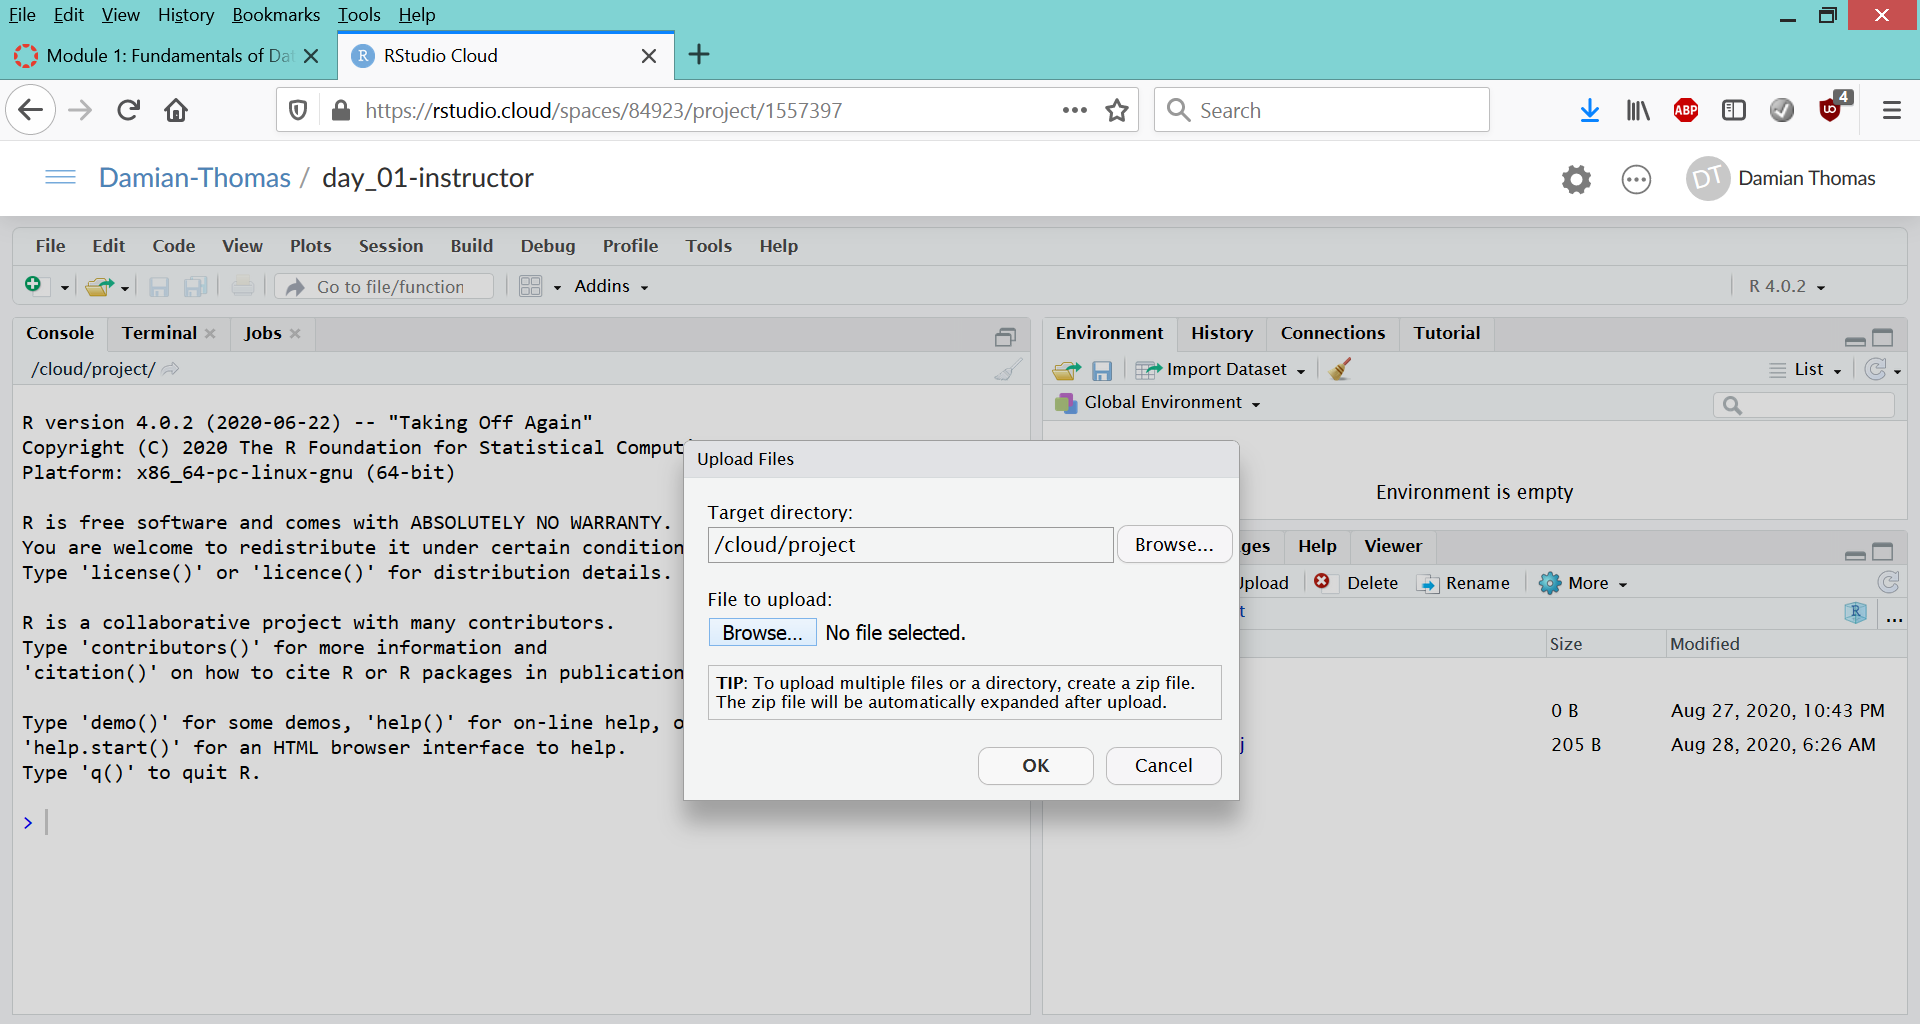 File Edit View History Bookmarks Tools Help
Module 1: Fundamentals of Dat
RStudio Cloud
https://rstudio.cloud/spaces/84923/project/1557397
Search
ABP
4
Damian-Thomas / day_01-instructor
DT Damian Thomas
File Edit Code View Plots Session Build Debug Profile Tools Help
Go to file/function
Addins
R 4.0.2
Console Terminal Jobs
/cloud/project/
R version 4.0.2 (2020-06-22) -- "Taking Off Again"
Copyright (C) 2020 The R Foundation for Statistical Computi
Platform: x86_64-pc-linux-gnu (64-bit)
R is free software and comes with ABSOLUTELY NO WARRANTY.
You are welcome to redistribute it under certain condition
Type 'license()' or 'licence()' for distribution details.
R is a collaborative project with many contributors.
Type 'contributors()' for more information and
'citation()' on how to cite R or R packages in publication
Type 'demo()' for some demos, 'help()' for on-line help, o
'help.start()' for an HTML browser interface to help.
Type 'q()' to quit R.
>
Environment History Connections Tutorial
Import Dataset
List
Global Environment
Environment is empty
Upload Files
Target directory:
/cloud/project
Browse...
File to upload:
Browse... No file selected.
TIP: To upload multiple files or a directory, create a zip file.
The zip file will be automatically expanded after upload.
OK Cancel
ges Help Viewer
Upload Delete Rename More
t
R
...
Size Modified
0 B Aug 27, 2020, 10:43 PM
j 205 B Aug 28, 2020, 6:26 AM